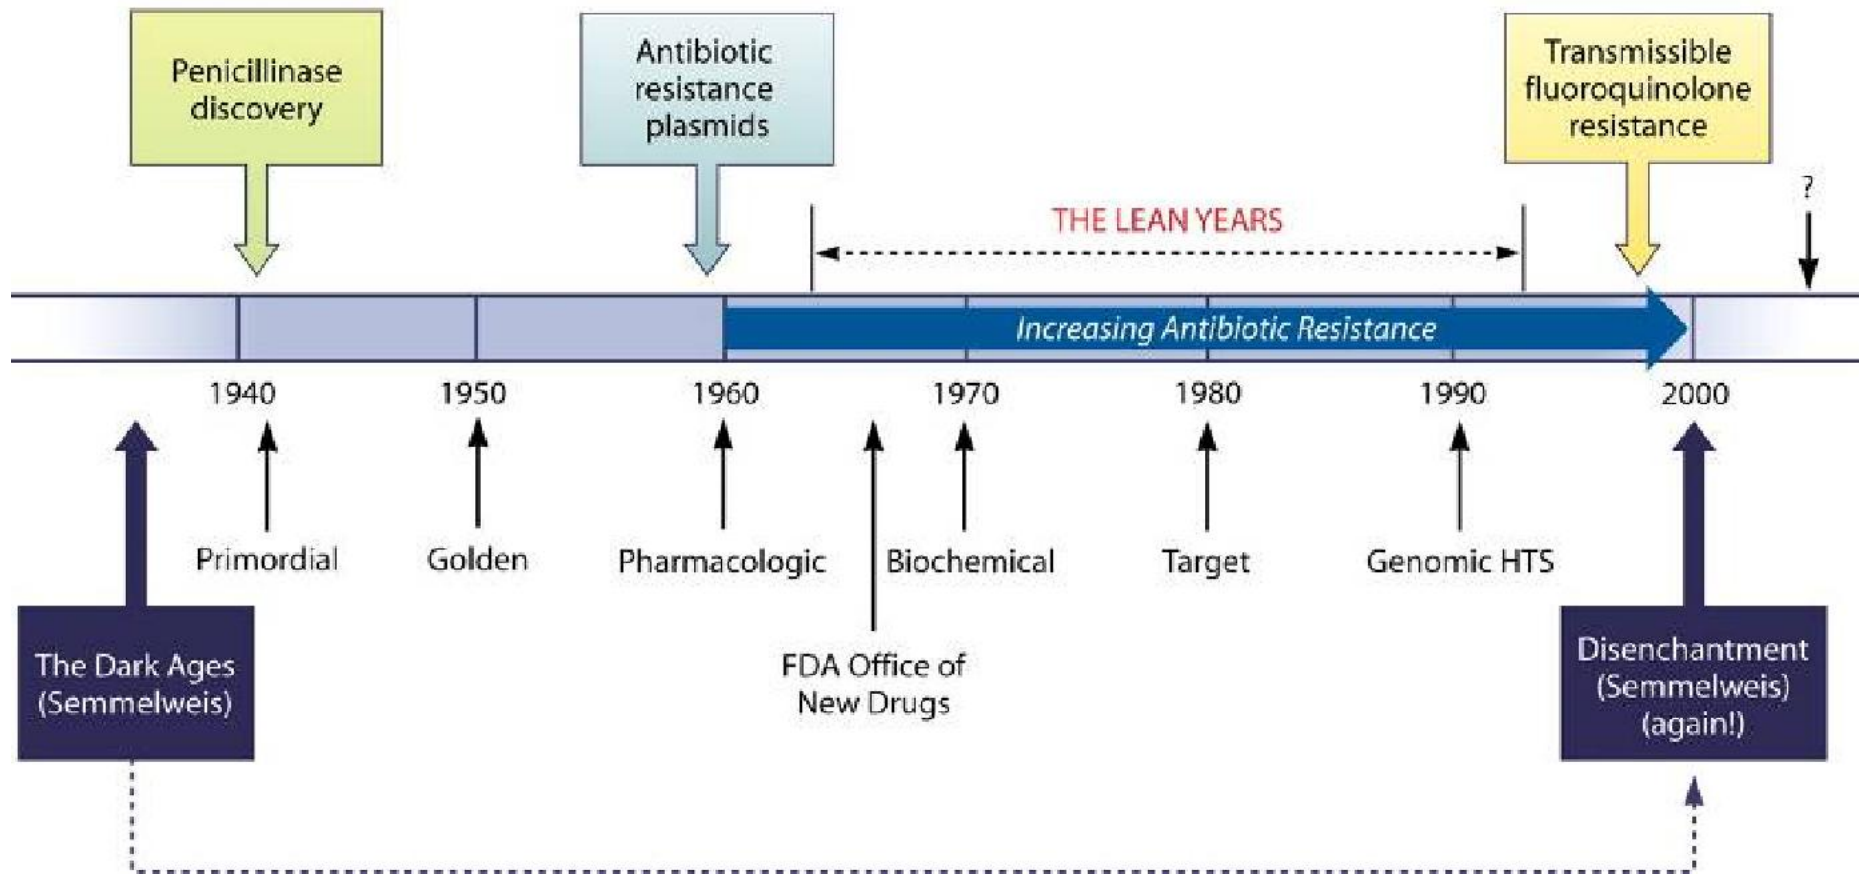 Penicillinase
discovery
Antibiotic
resistance
plasmids
Transmissible
fluoroquinolone
resistance
?
THE LEAN YEARS
Increasing Antibiotic Resistance
1940
1950
1960
1970
1980
1990
2000
Primordial
Golden
Pharmacologic
Biochemical
Target
Genomic HTS
The Dark Ages
(Semmelweis)
FDA Office of
New Drugs
Disenchantment
(Semmelweis)
(again!)